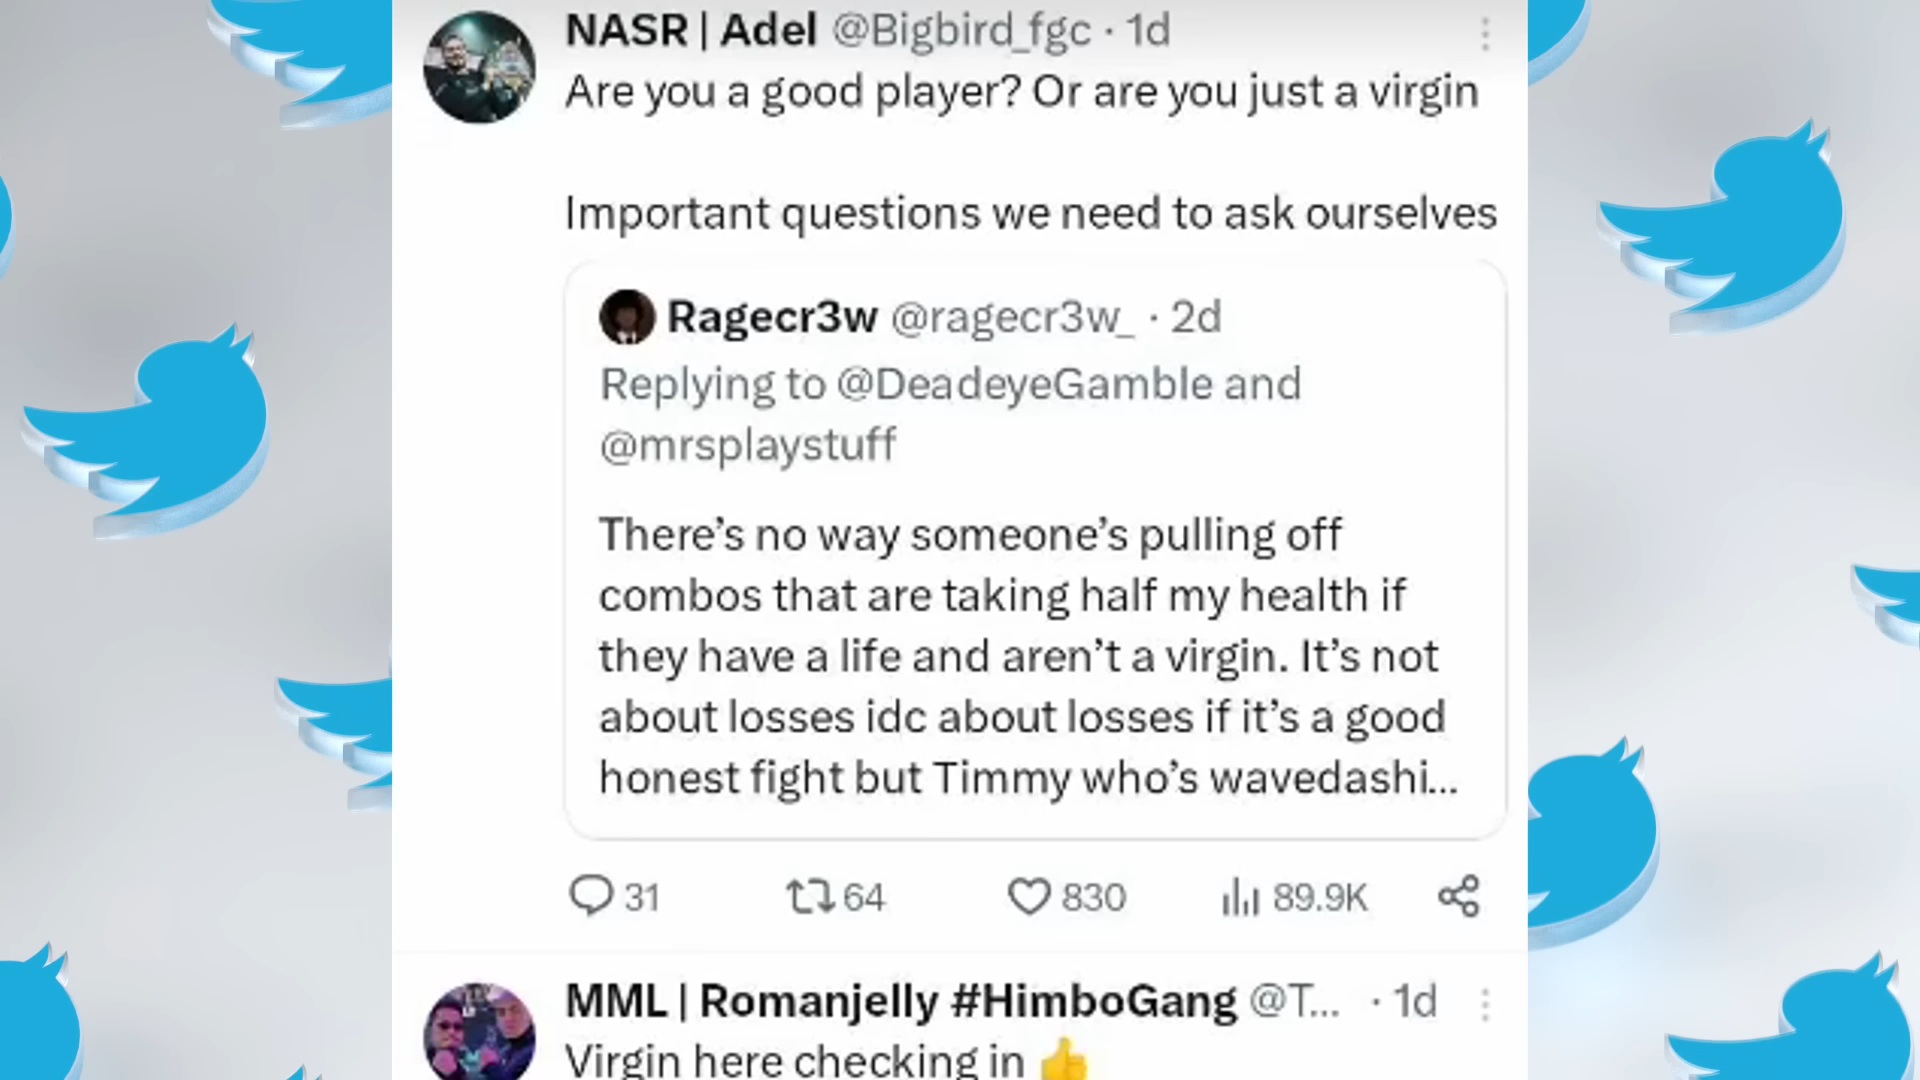 NASR | Adel @Bigbird_fgc · 1d
Are you a good player? Or are you just a virgin
Important questions we need to ask ourselves
Ragecr3w @ragecr3w_ · 2d
Replying to @DeadeyeGamble and
@mrsplaystuff
There’s no way someone’s pulling off
combos that are taking half my health if
they have a life and aren’t a virgin. It’s not
about losses idc about losses if it’s a good
honest fight but Timmy who’s wavedashi...
31 64 830 89.9K
MML | Romanjelly #HimboGang @T... · 1d
Virgin here checking in 👍